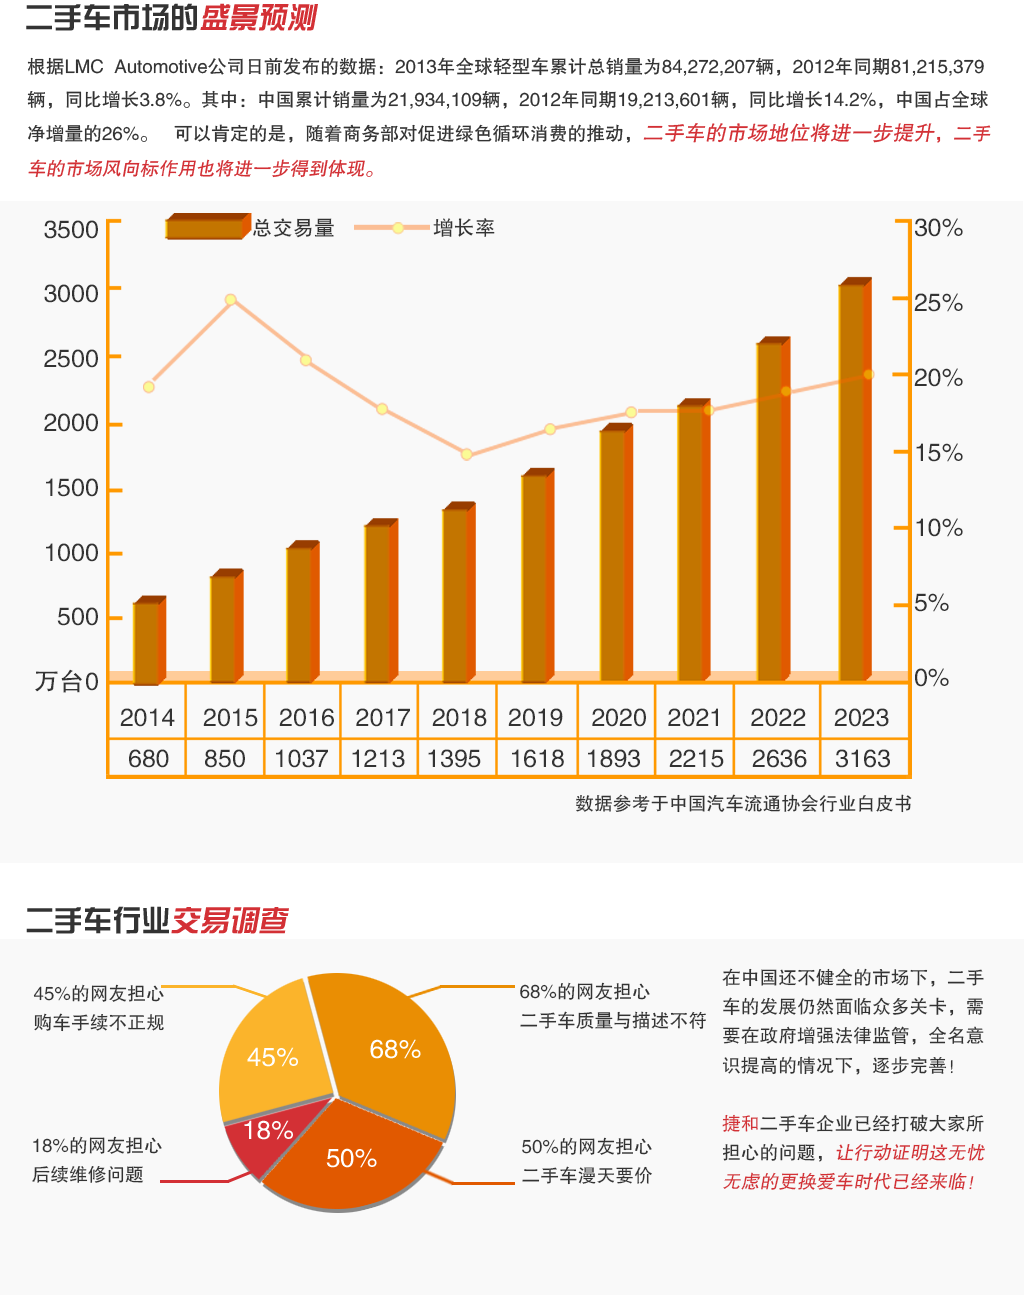 二手车市场的盛景预测
根据LMC Automotive公司日前发布的数据：2013年全球轻型车累计总销量为84,272,207辆，2012年同期81,215,379
辆，同比增长3.8%。其中：中国累计销量为21,934,109辆，2012年同期19,213,601辆，同比增长14.2%，中国占全球
净增量的26%。 可以肯定的是，随着商务部对促进绿色循环消费的推动，二手车的市场地位将进一步提升，二手
车的市场风向标作用也将进一步得到体现。
总交易量 增长率
3500
3000
2500
2000
1500
1000
500
万台0
30%
25%
20%
15%
10%
5%
0%
2014 2015 2016 2017 2018 2019 2020 2021 2022 2023
680 850 1037 1213 1395 1618 1893 2215 2636 3163
数据参考于中国汽车流通协会行业白皮书
二手车行业交易调查
45%的网友担心
购车手续不正规
18%的网友担心
后续维修问题
45%
68%
18%
50%
68%的网友担心
二手车质量与描述不符
50%的网友担心
二手车漫天要价
在中国还不健全的市场下，二手
车的发展仍然面临众多关卡，需
要在政府增强法律监管，全名意
识提高的情况下，逐步完善！
捷和二手车企业已经打破大家所
担心的问题，让行动证明这无忧
无虑的更换爱车时代已经来临！